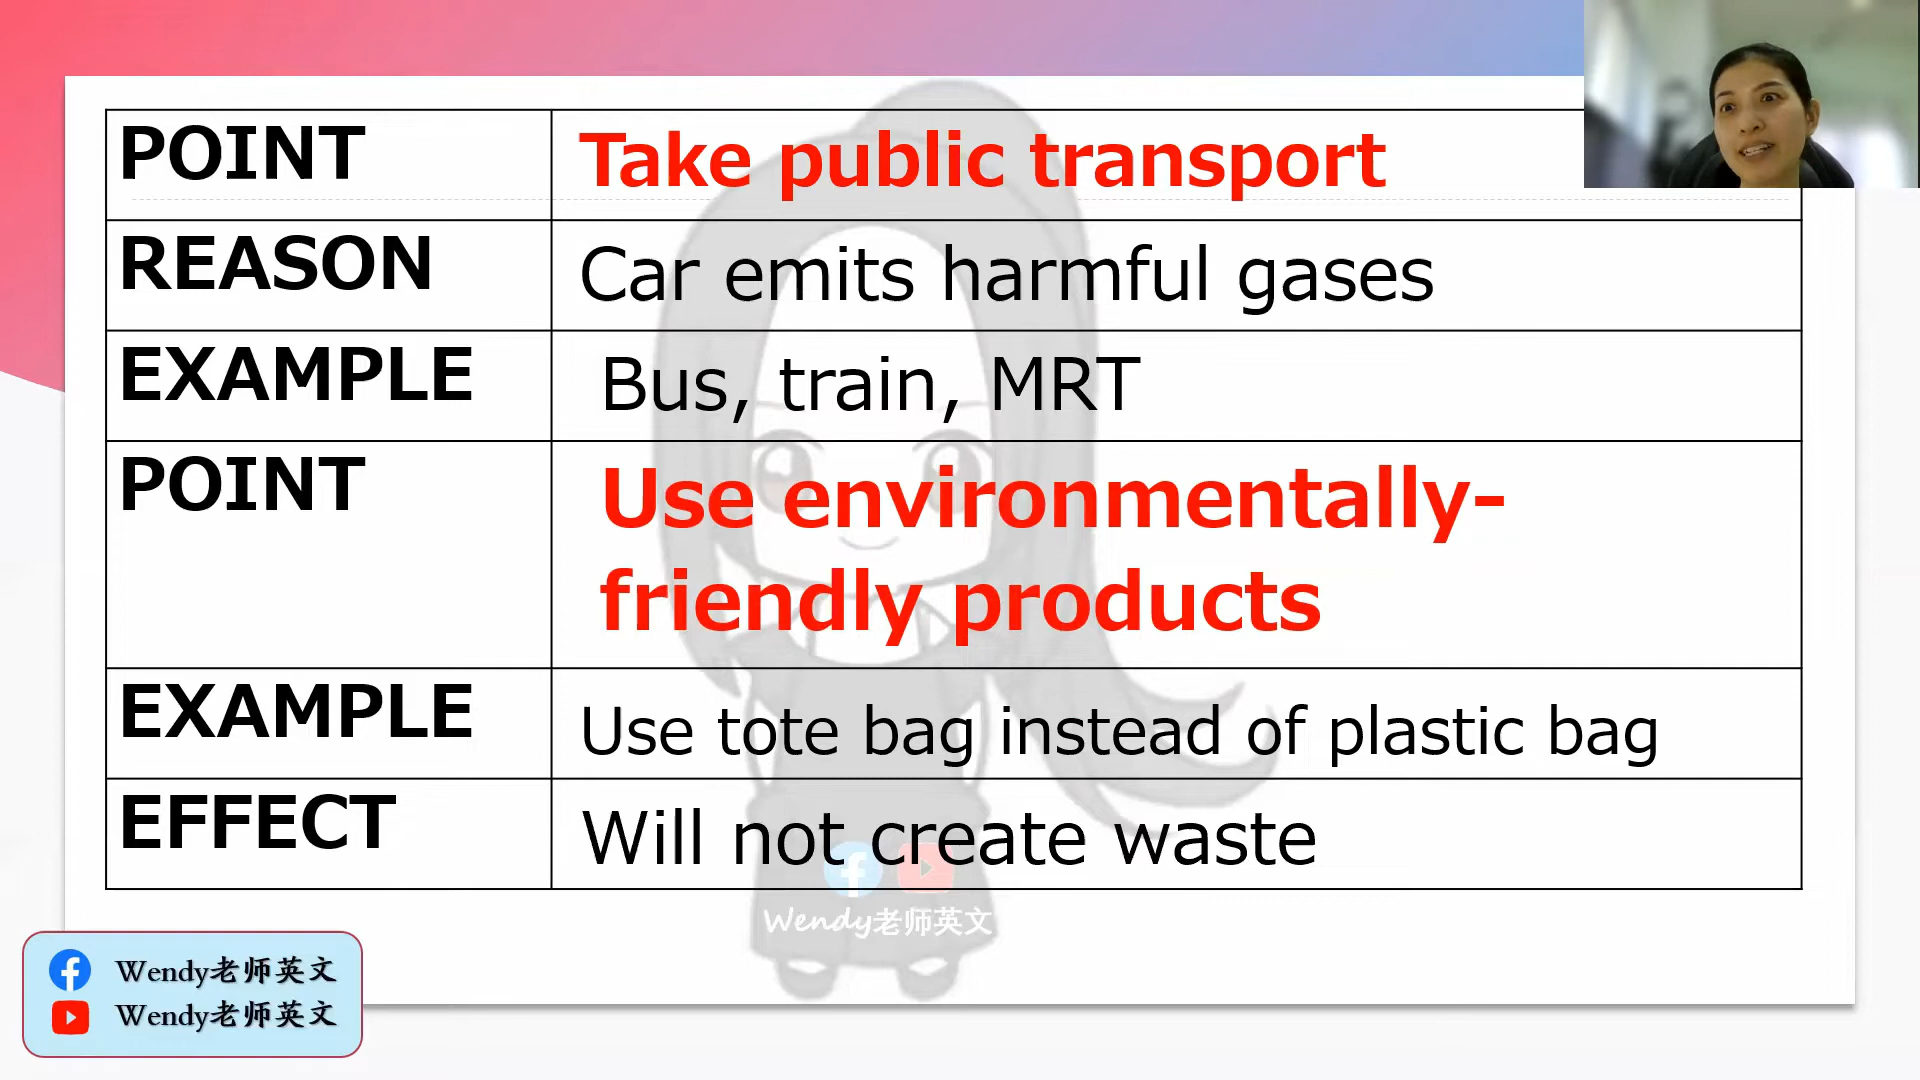 POINT
Take public transport
REASON
Car emits harmful gases
EXAMPLE
Bus, train, MRT
POINT
Use environmentally-
friendly products
EXAMPLE
Use tote bag instead of plastic bag
EFFECT
Will not create waste
Wendy老师英文
Wendy老师英文
Wendy老师英文